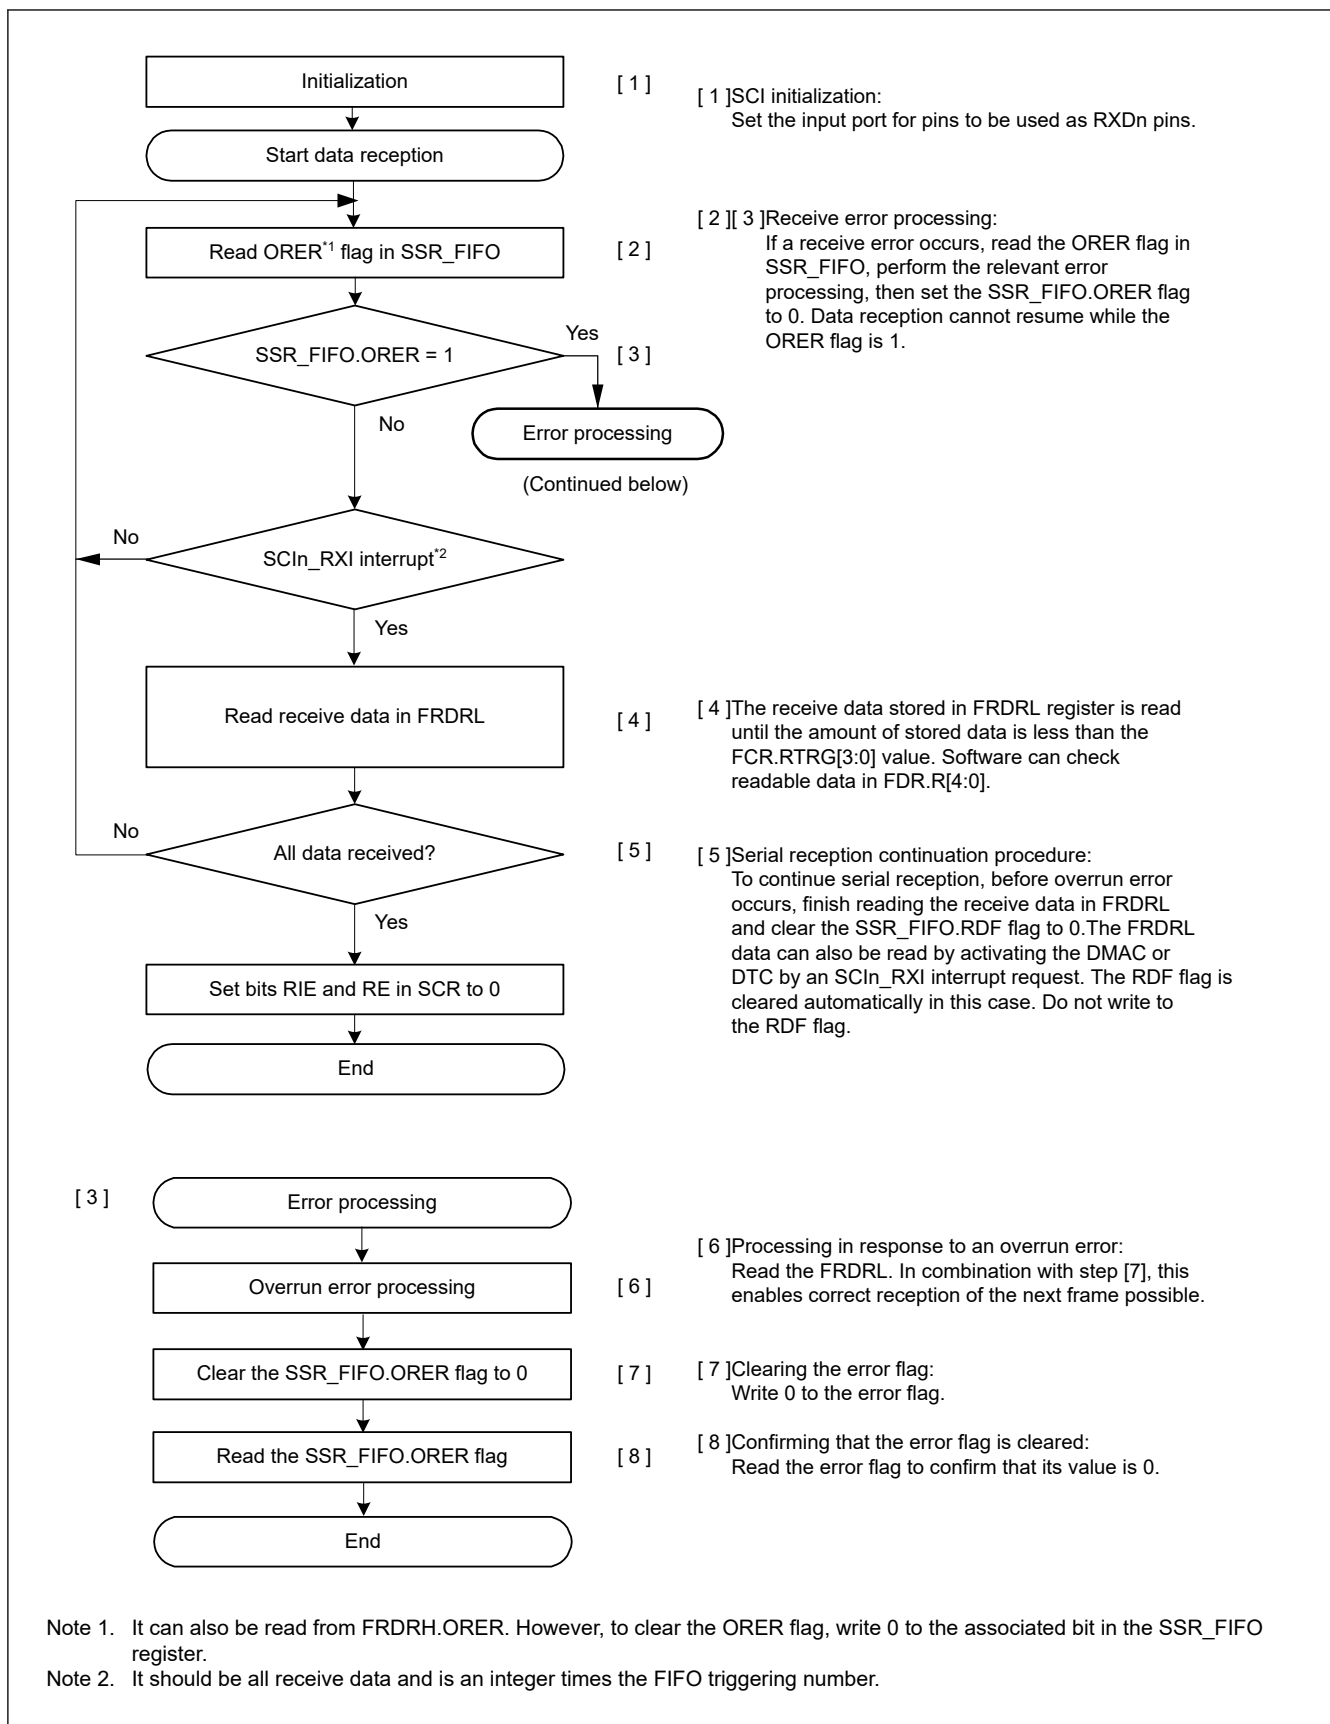 Initialization
[ 1 ]
[ 1 ]SCI initialization:
Set the input port for pins to be used as RXDn pins.
Start data reception
Read ORER*1 flag in SSR_FIFO
[ 2 ]
[ 2 ][ 3 ]Receive error processing:
If a receive error occurs, read the ORER flag in
SSR_FIFO, perform the relevant error
processing, then set the SSR_FIFO.ORER flag
to 0. Data reception cannot resume while the
ORER flag is 1.
SSR_FIFO.ORER = 1
Yes
[ 3 ]
No
Error processing
(Continued below)
No
SCIn_RXI interrupt*2
Yes
Read receive data in FRDRL
[ 4 ]
[ 4 ]The receive data stored in FRDRL register is read
until the amount of stored data is less than the
FCR.RTRG[3:0] value. Software can check
readable data in FDR.R[4:0].
No
All data received?
[ 5 ]
[ 5 ]Serial reception continuation procedure:
To continue serial reception, before overrun error
occurs, finish reading the receive data in FRDRL
and clear the SSR_FIFO.RDF flag to 0.The FRDRL
data can also be read by activating the DMAC or
DTC by an SCIn_RXI interrupt request. The RDF flag is
cleared automatically in this case. Do not write to
the RDF flag.
Yes
Set bits RIE and RE in SCR to 0
End
[ 3 ]
Error processing
Overrun error processing
[ 6 ]
[ 6 ]Processing in response to an overrun error:
Read the FRDRL. In combination with step [7], this
enables correct reception of the next frame possible.
Clear the SSR_FIFO.ORER flag to 0
[ 7 ]
[ 7 ]Clearing the error flag:
Write 0 to the error flag.
Read the SSR_FIFO.ORER flag
[ 8 ]
[ 8 ]Confirming that the error flag is cleared:
Read the error flag to confirm that its value is 0.
End
Note 1. It can also be read from FRDRH.ORER. However, to clear the ORER flag, write 0 to the associated bit in the SSR_FIFO
register.
Note 2. It should be all receive data and is an integer times the FIFO triggering number.